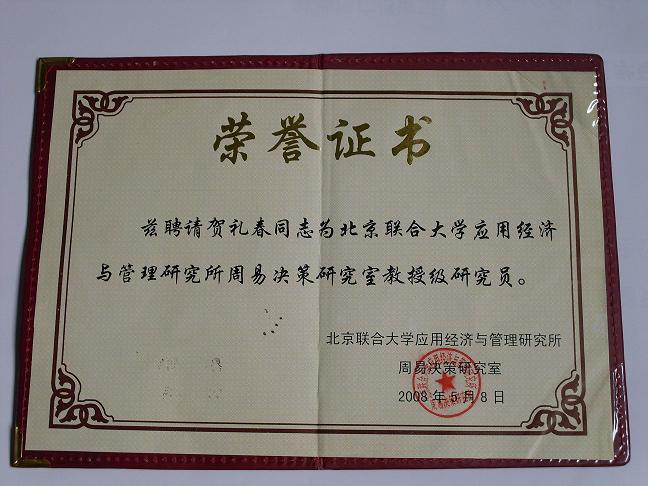 荣誉证书
兹聘请贺礼春同志为北京联合大学应用经济
与管理研究所周易决策研究室教授级研究员。
北京联合大学应用经济与管理研究所
周易决策研究室
2008年5月8日